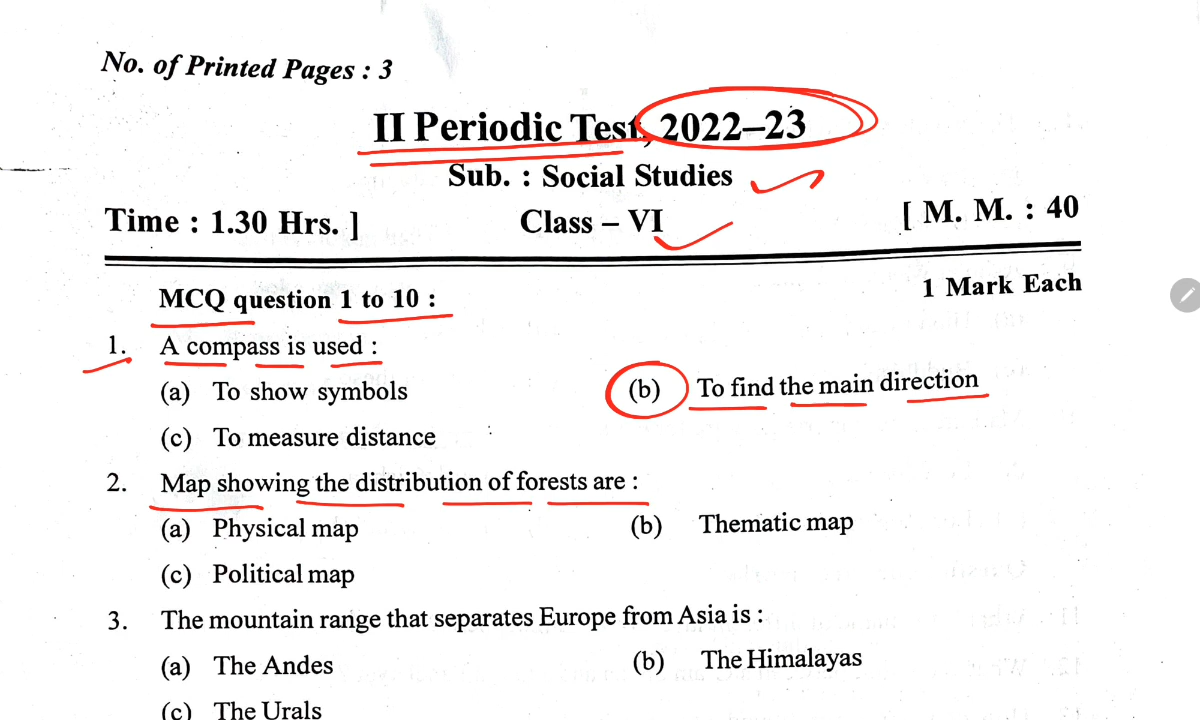 No. of Printed Pages : 3
II Periodic Test, 2022–23
Sub. : Social Studies
Time : 1.30 Hrs. ] Class – VI [ M. M. : 40
MCQ question 1 to 10 : 1 Mark Each
1. A compass is used :
(a) To show symbols (b) To find the main direction
(c) To measure distance
2. Map showing the distribution of forests are :
(a) Physical map (b) Thematic map
(c) Political map
3. The mountain range that separates Europe from Asia is :
(a) The Andes (b) The Himalayas
(c) The Urals